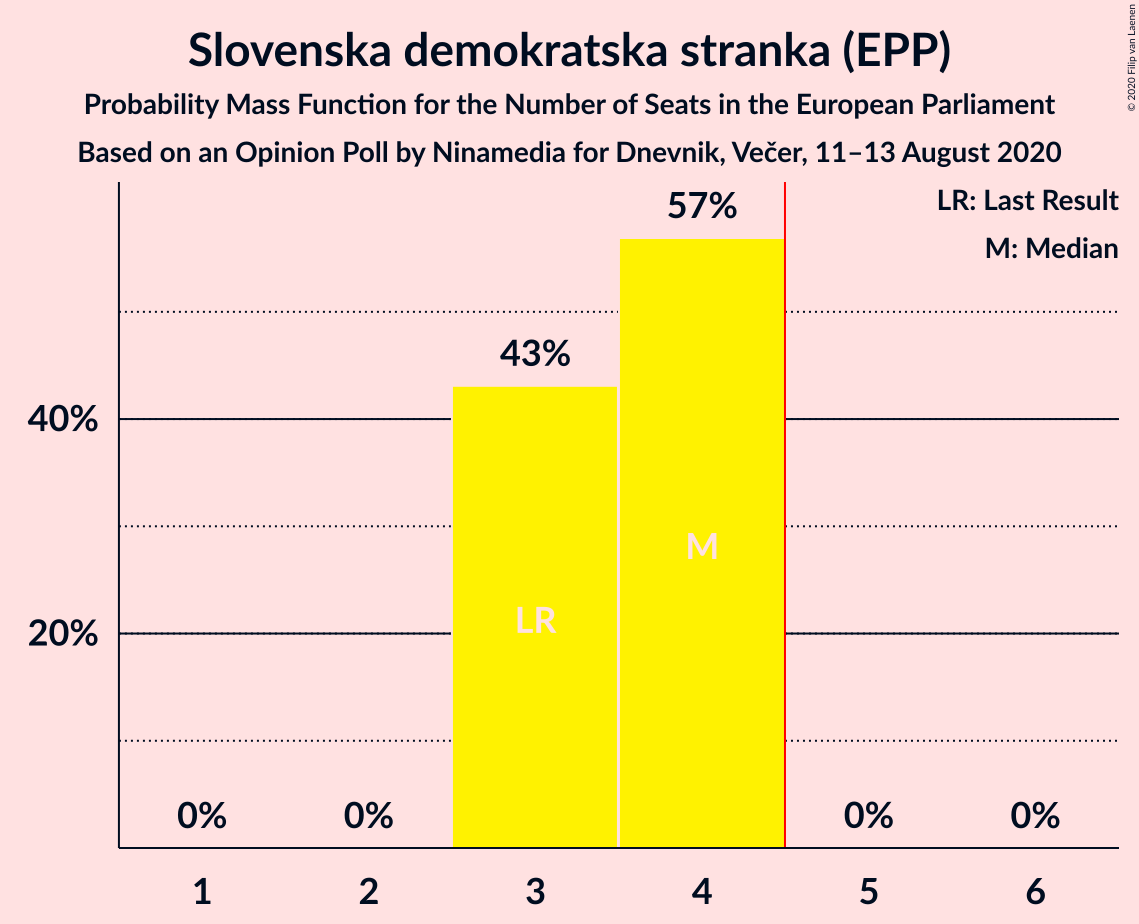 Slovenska demokratska stranka (EPP)
Probability Mass Function for the Number of Seats in the European Parliament
Based on an Opinion Poll by Ninamedia for Dnevnik, Večer, 11–13 August 2020
© 2020 Filip van Laenen
LR: Last Result
M: Median
57%
43%
40%
20%
M
LR
0% 0% 0% 0%
1 2 3 4 5 6